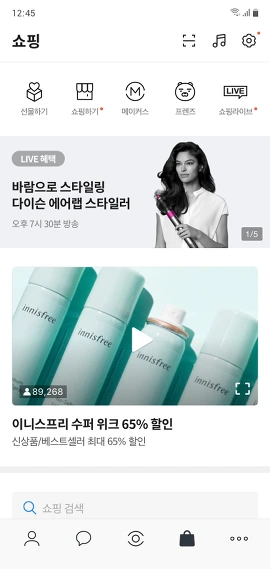 12:45
쇼핑
선물하기
쇼핑하기
메이커스
프렌즈
LIVE
쇼핑라이브
LIVE 혜택
바람으로 스타일링
다이슨 에어랩 스타일러
오후 7시 30분 방송
1/5
innisfree
innisfree
innisfree
innisfree
89,268
이니스프리 수퍼 위크 65% 할인
신상품/베스트셀러 최대 65% 할인
쇼핑 검색